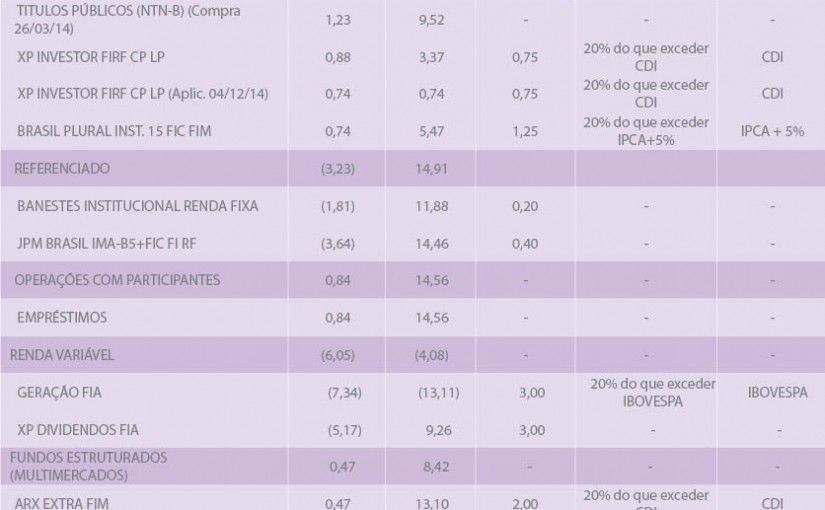 TITULOS PÚBLICOS (NTN-B) (Compra 26/03/14) 1,23 9,52 - - -
XP INVESTOR FIRF CP LP 0,88 3,37 0,75 20% do que exceder CDI CDI
XP INVESTOR FIRF CP LP (Aplic. 04/12/14) 0,74 0,74 0,75 20% do que exceder CDI CDI
BRASIL PLURAL INST. 15 FIC FIM 0,74 5,47 1,25 20% do que exceder IPCA+5% IPCA + 5%
REFERENCIADO (3,23) 14,91
BANESTES INSTITUCIONAL RENDA FIXA (1,81) 11,88 0,20 - -
JPM BRASIL IMA-B5+FIC FI RF (3,64) 14,46 0,40 - -
OPERAÇÕES COM PARTICIPANTES 0,84 14,56 - - -
EMPRÉSTIMOS 0,84 14,56 - - -
RENDA VARIÁVEL (6,05) (4,08) - - -
GERAÇÃO FIA (7,34) (13,11) 3,00 20% do que exceder IBOVESPA IBOVESPA
XP DIVIDENDOS FIA (5,17) 9,26 3,00 - -
FUNDOS ESTRUTURADOS (MULTIMERCADOS) 0,47 8,42 - - -
ARX EXTRA FIM 0,47 13,10 2,00 20% do que exceder CDI